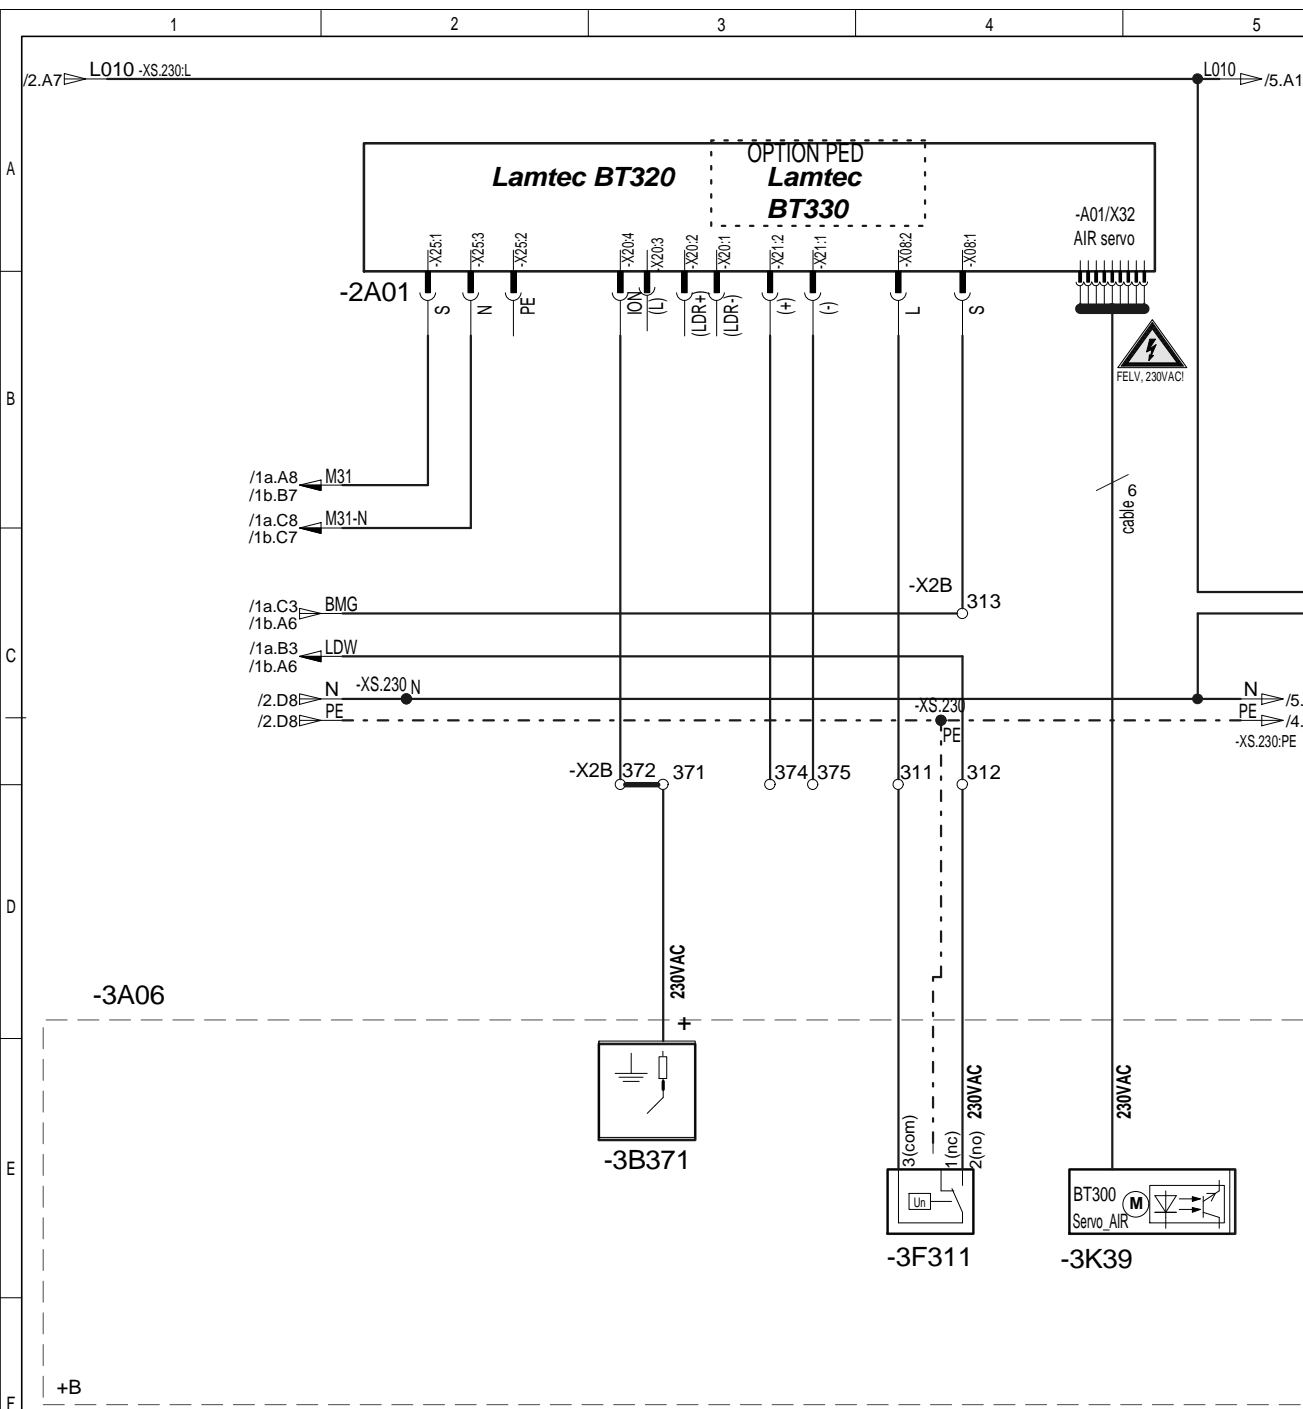 1 2 3 4 5
/2.A7 L010 -XS.230:L L010 /5.A1
A
OPTION PED
Lamtec BT320 Lamtec
BT330
-A01/X32
AIR servo
-X25:1 -X25:3 -X25:2 -X20:4 -X20:3 -X20:2 -X20:1 -X21:2 -X21:1 -X08:2 -X08:1
-2A01
S N PE ION (L) (LDR+) (LDR-) (+) (-) L S
FELV, 230VAC!
B
/1a.A8 M31
/1b.B7
cable 6
/1a.C8 M31-N
/1b.C7
-X2B
/1a.C3 BMG 313
/1b.A6
C
/1a.B3 LDW
/1b.A6
/2.D8 N -XS.230 N N /5.
/2.D8 PE -XS.230 PE PE /4.
-XS.230:PE
-X2B 372 371 374 375 311 312
D
230VAC
-3A06
+
230VAC 230VAC
3(com) 1(nc) 2(no)
E
-3B371
Un
BT300 M
Servo_AIR
-3F311 -3K39
+B
F